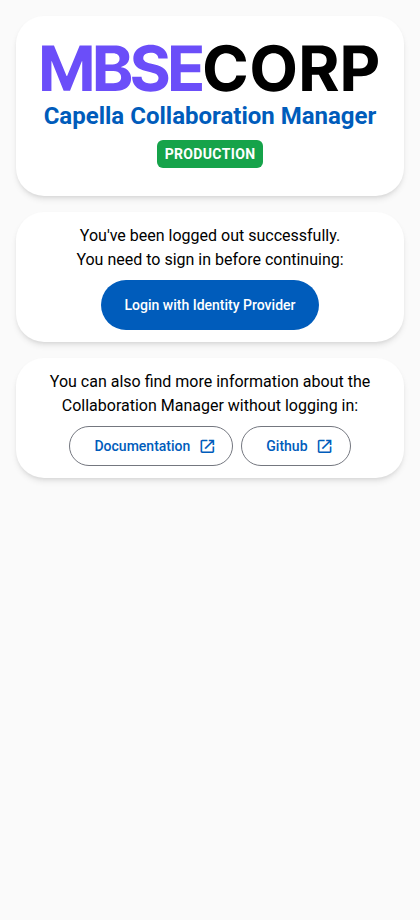 MBSECORP
Capella Collaboration Manager
PRODUCTION
You've been logged out successfully.
You need to sign in before continuing:
Login with Identity Provider
You can also find more information about the
Collaboration Manager without logging in:
Documentation
Github